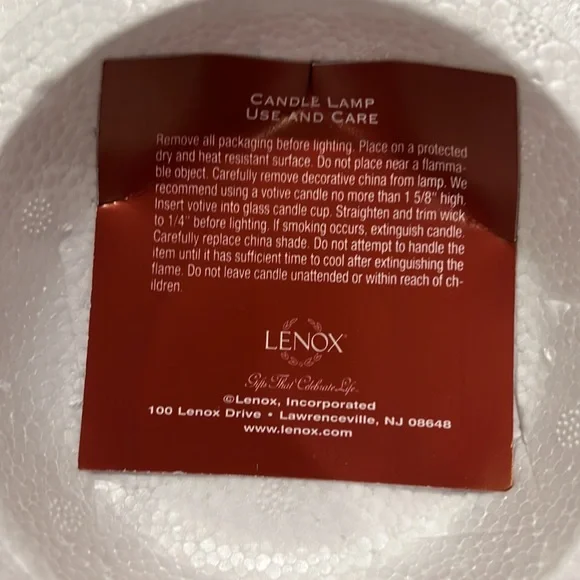 CANDLE LAMP
USE AND CARE
Remove all packaging before lighting. Place on a protected
dry and heat resistant surface. Do not place near a flamma-
ble object. Carefully remove decorative china from lamp. We
recommend using a votive candle no more than 1 5/8" high.
Insert votive into glass candle cup. Straighten and trim wick
to 1/4" before lighting. If smoking occurs, extinguish candle.
Carefully replace china shade. Do not attempt to handle the
item until it has sufficient time to cool after extinguishing the
flame. Do not leave candle unattended or within reach of ch-
ildren.
LENOX®
Gifts That Celebrate Life™
©Lenox, Incorporated
100 Lenox Drive • Lawrenceville, NJ 08648
www.lenox.com